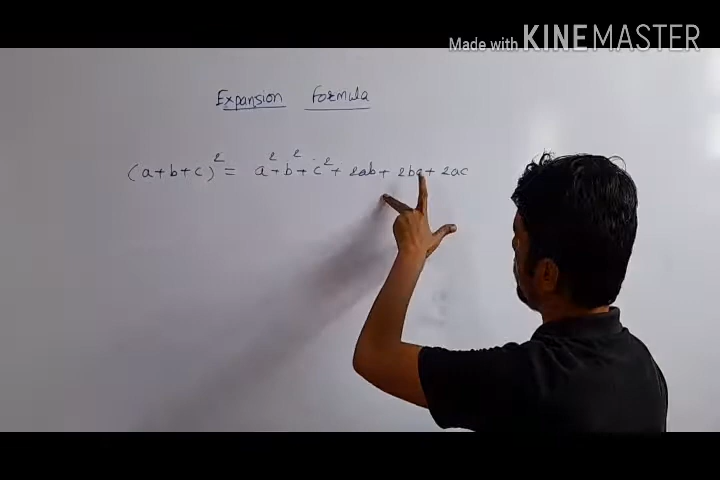 Made with KINEMASTER
Expansion Formula
(a+b+c)² = a²+b²+c²+2ab+2bc+2ac